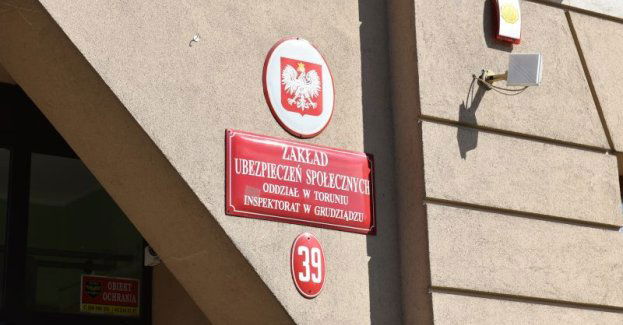 ZAKŁAD
UBEZPIECZEŃ SPOŁECZNYCH
ODDZIAŁ W TORUNIU
INSPEKTORAT W GRUDZIĄDZU
39
OBIEKT
OCHRANIA